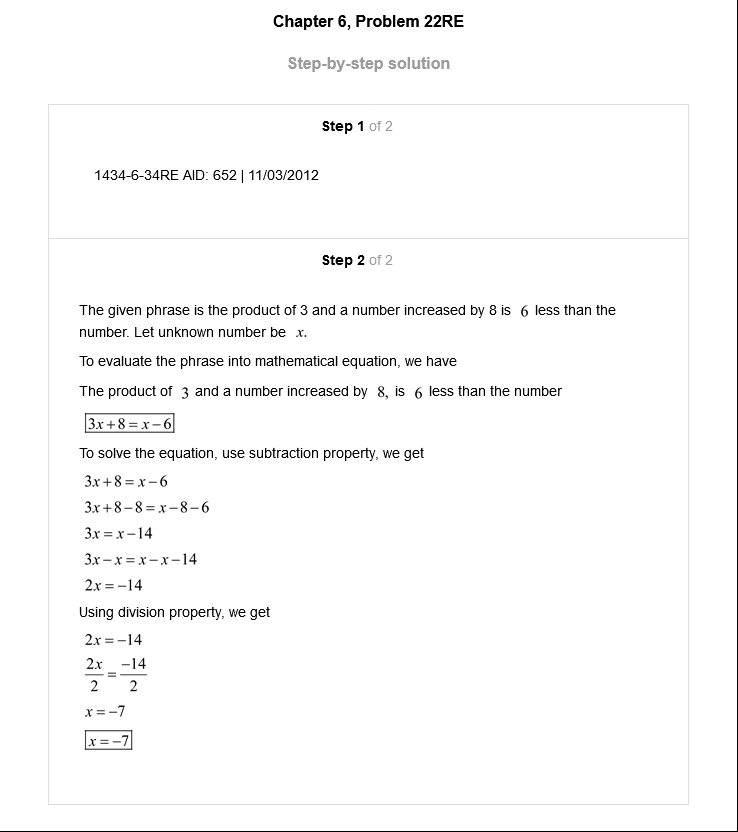 Chapter 6, Problem 22RE
Step-by-step solution
Step 1 of 2
1434-6-34RE AID: 652 | 11/03/2012
Step 2 of 2
The given phrase is the product of 3 and a number increased by 8 is 6 less than the
number. Let unknown number be x.
To evaluate the phrase into mathematical equation, we have
The product of 3 and a number increased by 8, is 6 less than the number
3x+8=x−6
To solve the equation, use subtraction property, we get
3x+8=x−6
3x+8−8=x−8−6
3x=x−14
3x−x=x−x−14
2x=−14
Using division property, we get
2x=−14
2x/2=−14/2
x=−7
x=−7